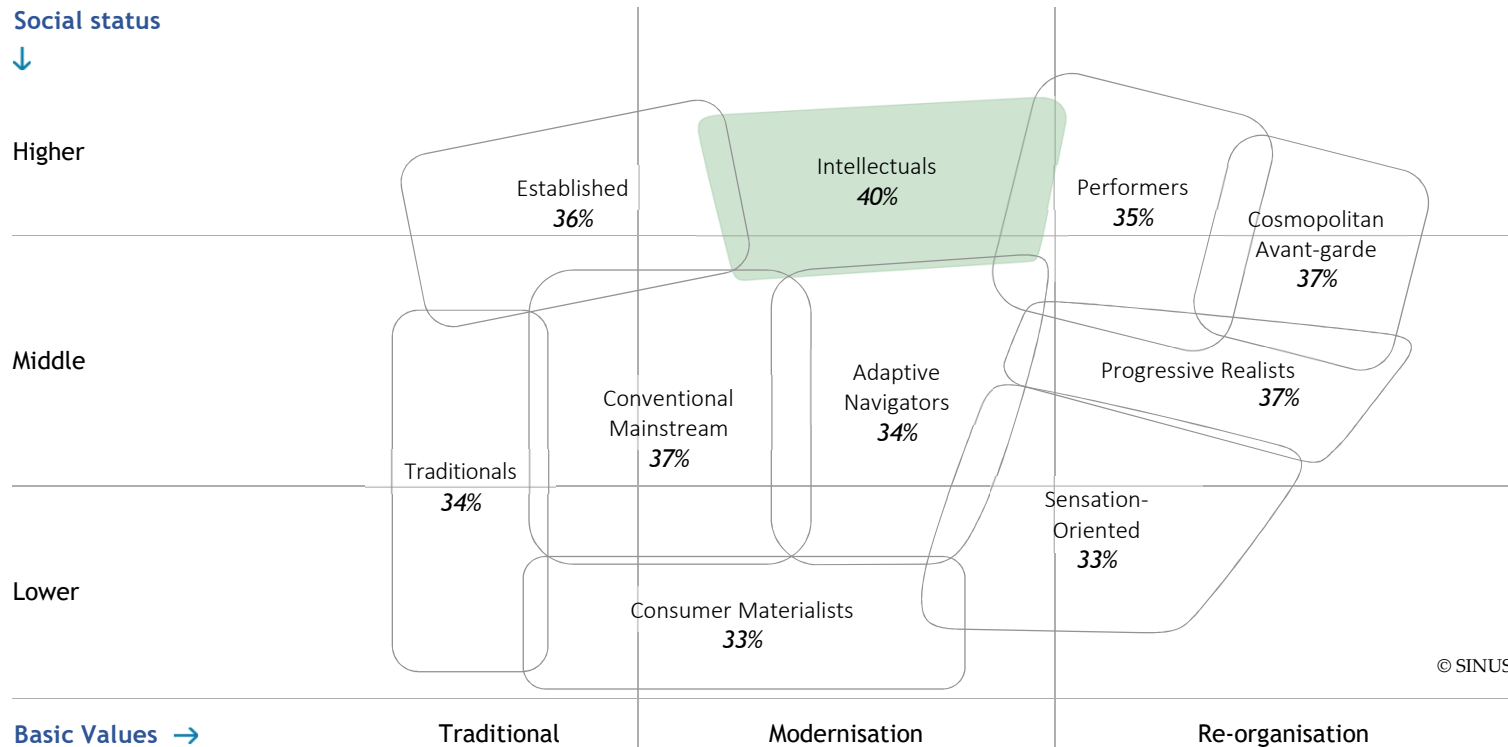 Social status
↓
Higher
Established
36%
Intellectuals
40%
Performers
35%
Cosmopolitan
Avant-garde
37%
Middle
Conventional
Mainstream
37%
Adaptive
Navigators
34%
Progressive Realists
37%
Traditionals
34%
Sensation-
Oriented
33%
Lower
Consumer Materialists
33%
© SINUS
Basic Values →
Traditional
Modernisation
Re-organisation